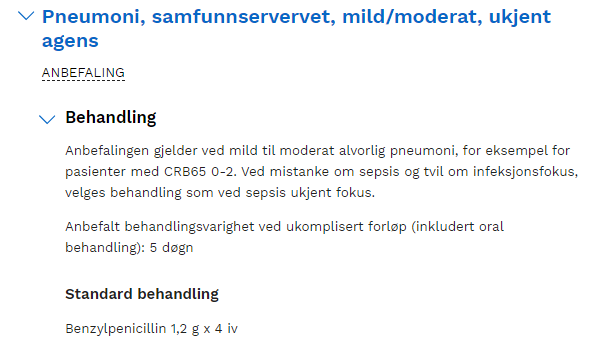 Pneumoni, samfunnservervet, mild/moderat, ukjent
agens
ANBEFALING
Behandling
Anbefalingen gjelder ved mild til moderat alvorlig pneumoni, for eksempel for
pasienter med CRB65 0-2. Ved mistanke om sepsis og tvil om infeksjonsfokus,
velges behandling som ved sepsis ukjent fokus.
Anbefalt behandlingsvarighet ved ukomplisert forløp (inkludert oral
behandling): 5 døgn
Standard behandling
Benzylpenicillin 1,2 g x 4 iv